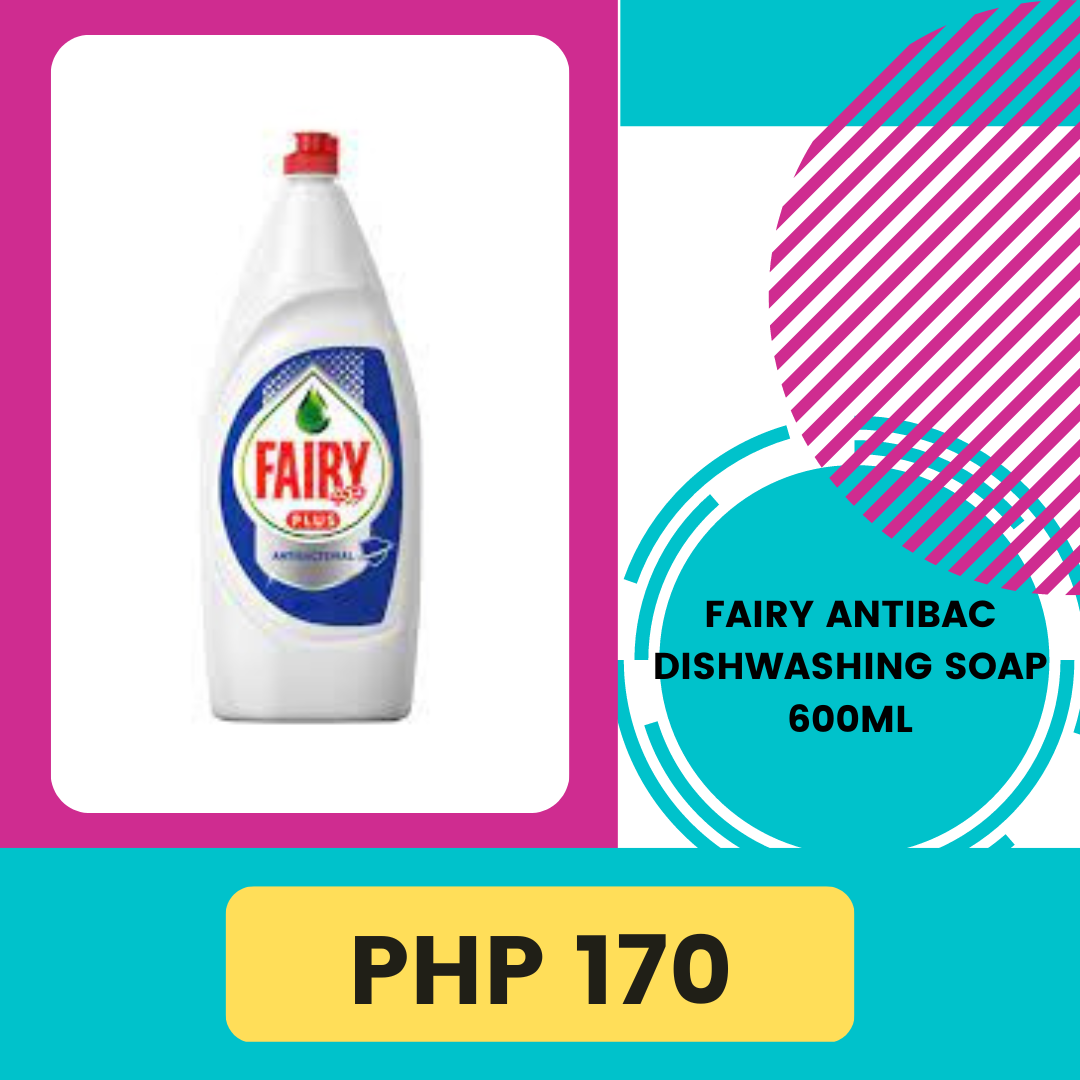 FAIRY
PLUS
ANTIBACTERIAL
FAIRY ANTIBAC
DISHWASHING SOAP
600ML
PHP 170